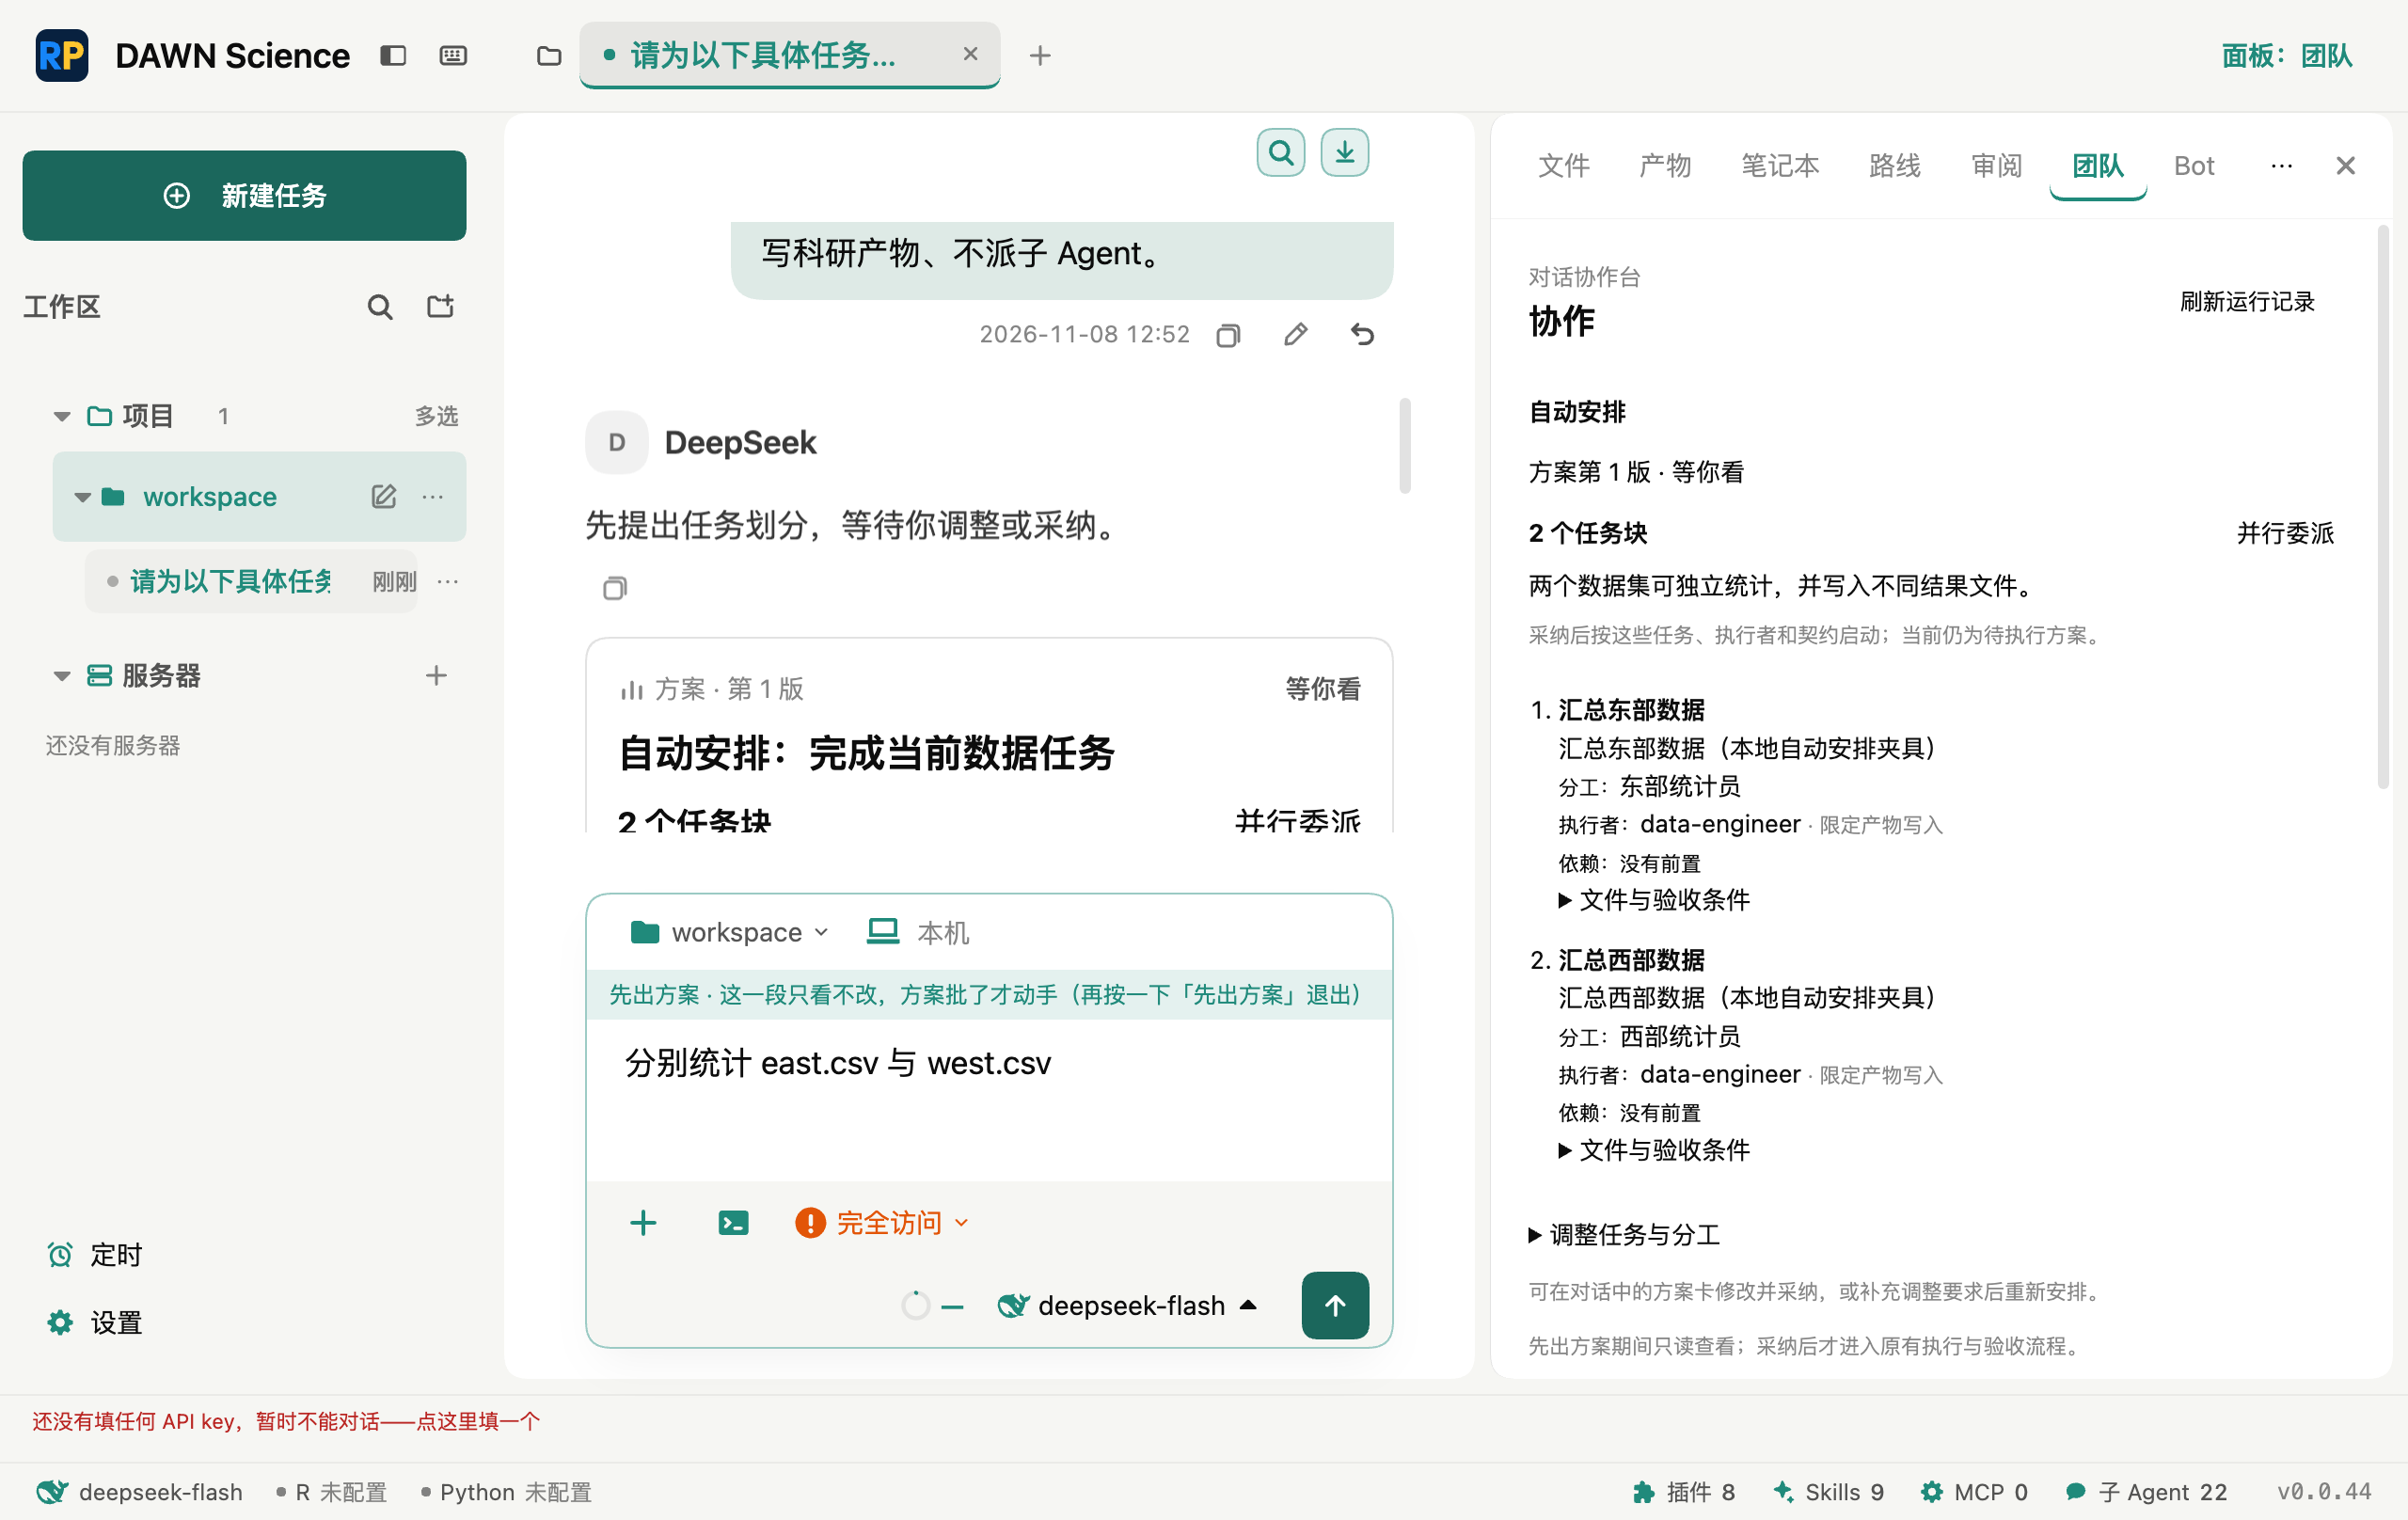 RP DAWN Science
请为以下具体任务...
面板：团队
新建任务
工作区
项目 1 多选
workspace
请为以下具体任务 刚刚
服务器
还没有服务器
定时
设置
写科研产物、不派子 Agent。
2026-11-08 12:52
D DeepSeek
先提出任务划分，等待你调整或采纳。
方案 · 第 1 版 等你看
自动安排：完成当前数据任务
2 个任务块 并行委派
workspace 本机
先出方案 · 这一段只看不改，方案批了才动手（再按一下「先出方案」退出）
分别统计 east.csv 与 west.csv
完全访问
deepseek-flash
文件 产物 笔记本 路线 审阅 团队 Bot
对话协作台
协作
刷新运行记录
自动安排
方案第 1 版 · 等你看
2 个任务块 并行委派
两个数据集可独立统计，并写入不同结果文件。
采纳后按这些任务、执行者和契约启动；当前仍为待执行方案。
1. 汇总东部数据
汇总东部数据（本地自动安排夹具）
分工：东部统计员
执行者：data-engineer · 限定产物写入
依赖：没有前置
文件与验收条件
2. 汇总西部数据
汇总西部数据（本地自动安排夹具）
分工：西部统计员
执行者：data-engineer · 限定产物写入
依赖：没有前置
文件与验收条件
调整任务与分工
可在对话中的方案卡修改并采纳，或补充调整要求后重新安排。
先出方案期间只读查看；采纳后才进入原有执行与验收流程。
还没有填任何 API key，暂时不能对话——点这里填一个
deepseek-flash R 未配置 Python 未配置
插件 8 Skills 9 MCP 0 子 Agent 22 v0.0.44